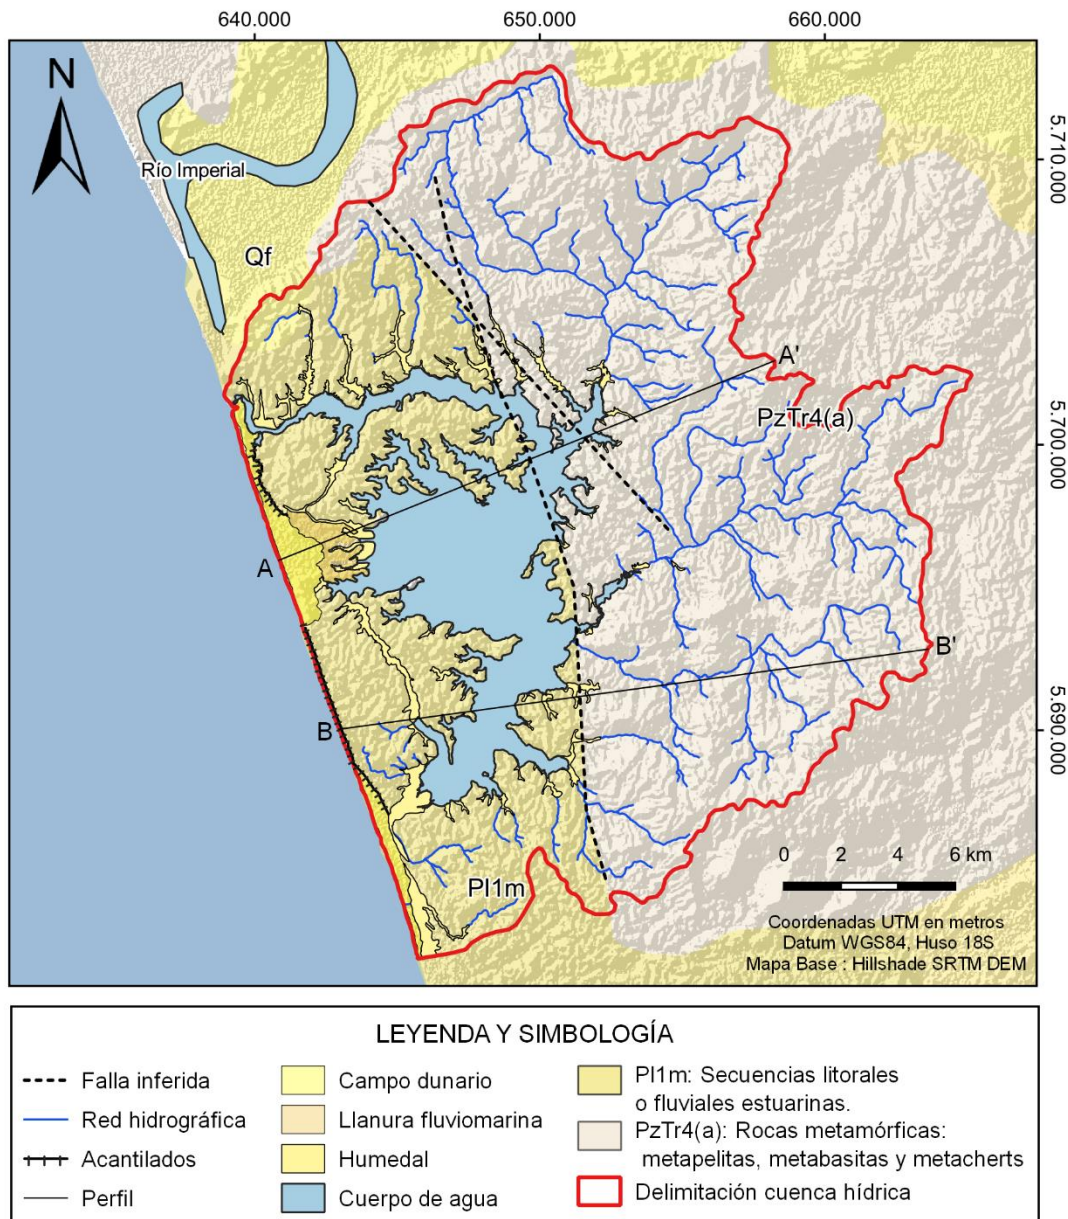 640.000 650.000 660.000
N
5.710.000
Río Imperial
Qf
A'
PzTr4(a)
5.700.000
A
B'
B
5.690.000
0 2 4 6 km
Pl1m
Coordenadas UTM en metros
Datum WGS84, Huso 18S
Mapa Base : Hillshade SRTM DEM
LEYENDA Y SIMBOLOGÍA
Falla inferida
Red hidrográfica
Acantilados
Perfil
Campo dunario
Llanura fluviomarina
Humedal
Cuerpo de agua
Pl1m: Secuencias litorales
o fluviales estuarinas.
PzTr4(a): Rocas metamórficas:
metapelitas, metabasitas y metacherts
Delimitación cuenca hídrica